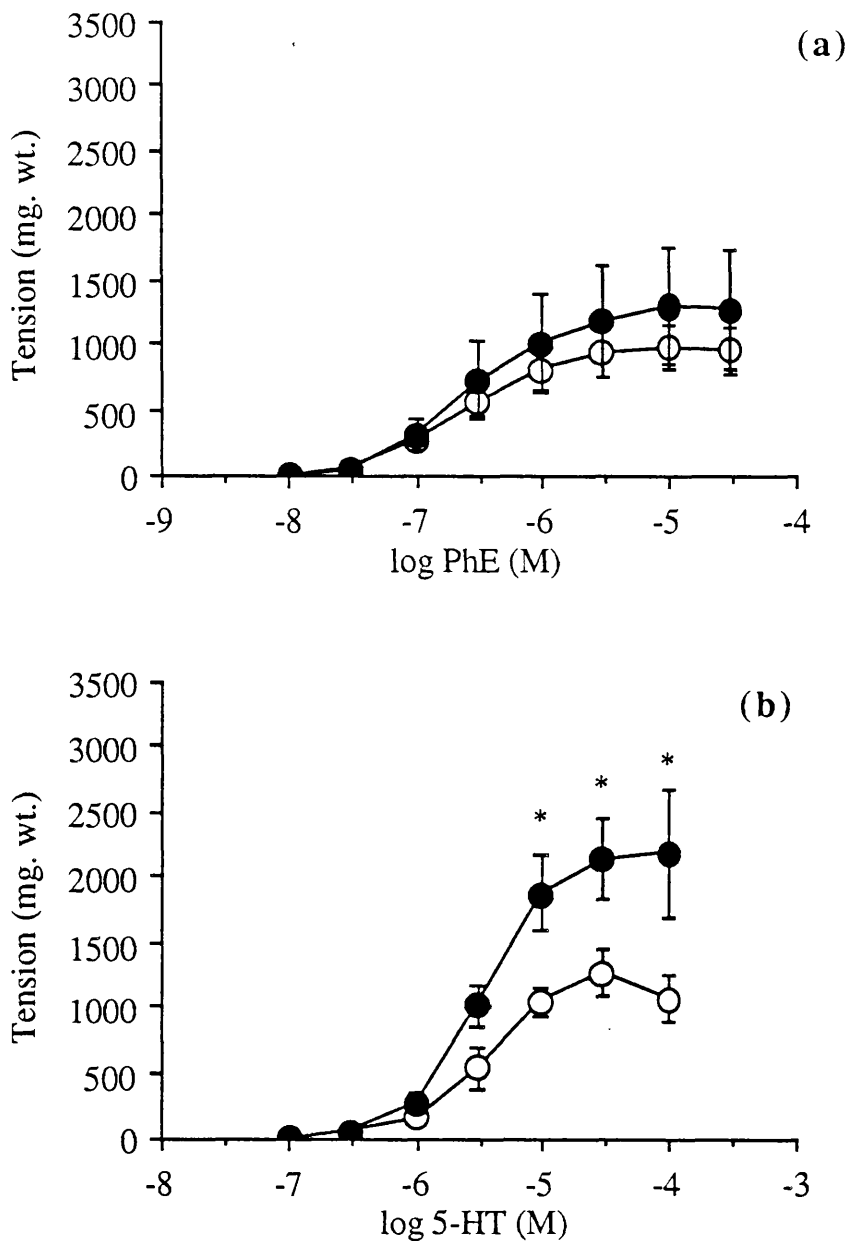 (a)
Tension (mg. wt.)
3500
3000
2500
2000
1500
1000
500
0
-9 -8 -7 -6 -5 -4
log PhE (M)
(b)
Tension (mg. wt.)
3500
3000
2500
2000
1500
1000
500
0
* * *
-8 -7 -6 -5 -4 -3
log 5-HT (M)